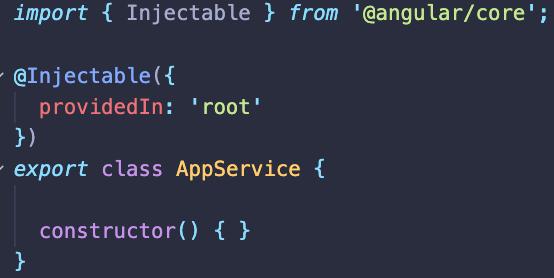 import { Injectable } from '@angular/core';
@Injectable({
providedIn: 'root'
})
export class AppService {
constructor() { }
}